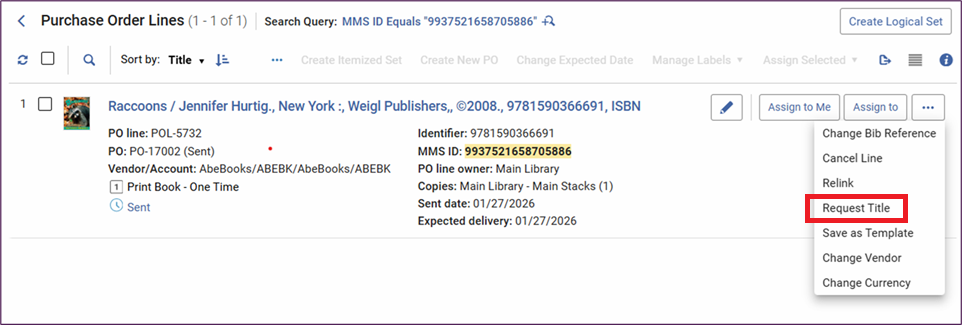 Purchase Order Lines (1 - 1 of 1) Search Query: MMS ID Equals "9937521658705886"
Create Logical Set
Sort by: Title ... Create Itemized Set Create New PO Change Expected Date Manage Labels Assign Selected
1 Raccoons / Jennifer Hurtig., New York :, Weigl Publishers,, ©2008., 9781590366691, ISBN
Assign to Me Assign to ...
PO line: POL-5732
PO: PO-17002 (Sent)
Vendor/Account: AbeBooks/ABEBK/AbeBooks/ABEBK
1 Print Book - One Time
Sent
Identifier: 9781590366691
MMS ID: 9937521658705886
PO line owner: Main Library
Copies: Main Library - Main Stacks (1)
Sent date: 01/27/2026
Expected delivery: 01/27/2026
Change Bib Reference
Cancel Line
Relink
Request Title
Save as Template
Change Vendor
Change Currency